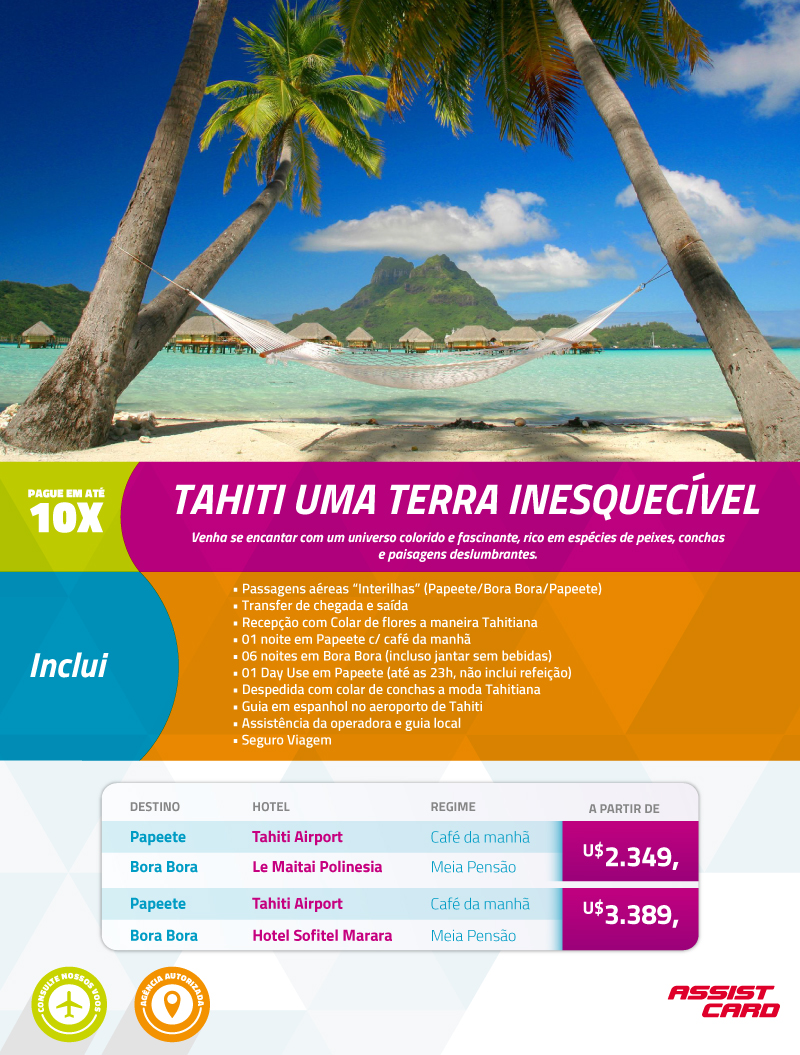 PAGUE EM ATÉ
10X
TAHITI UMA TERRA INESQUECÍVEL
Venha se encantar com um universo colorido e fascinante, rico em espécies de peixes, conchas
e paisagens deslumbrantes.
Inclui
• Passagens aéreas “Interilhas” (Papeete/Bora Bora/Papeete)
• Transfer de chegada e saída
• Recepção com Colar de flores a maneira Tahitiana
• 01 noite em Papeete c/ café da manhã
• 06 noites em Bora Bora (incluso jantar sem bebidas)
• 01 Day Use em Papeete (até as 23h, não inclui refeição)
• Despedida com colar de conchas a moda Tahitiana
• Guia em espanhol no aeroporto de Tahiti
• Assistência da operadora e guia local
• Seguro Viagem
DESTINO HOTEL REGIME A PARTIR DE
Papeete Tahiti Airport Café da manhã
Bora Bora Le Maitai Polinesia Meia Pensão
U$2.349,
Papeete Tahiti Airport Café da manhã
Bora Bora Hotel Sofitel Marara Meia Pensão
U$3.389,
CONSULTE NOSSOS VOOS
AGÊNCIA AUTORIZADA
ASSIST
CARD